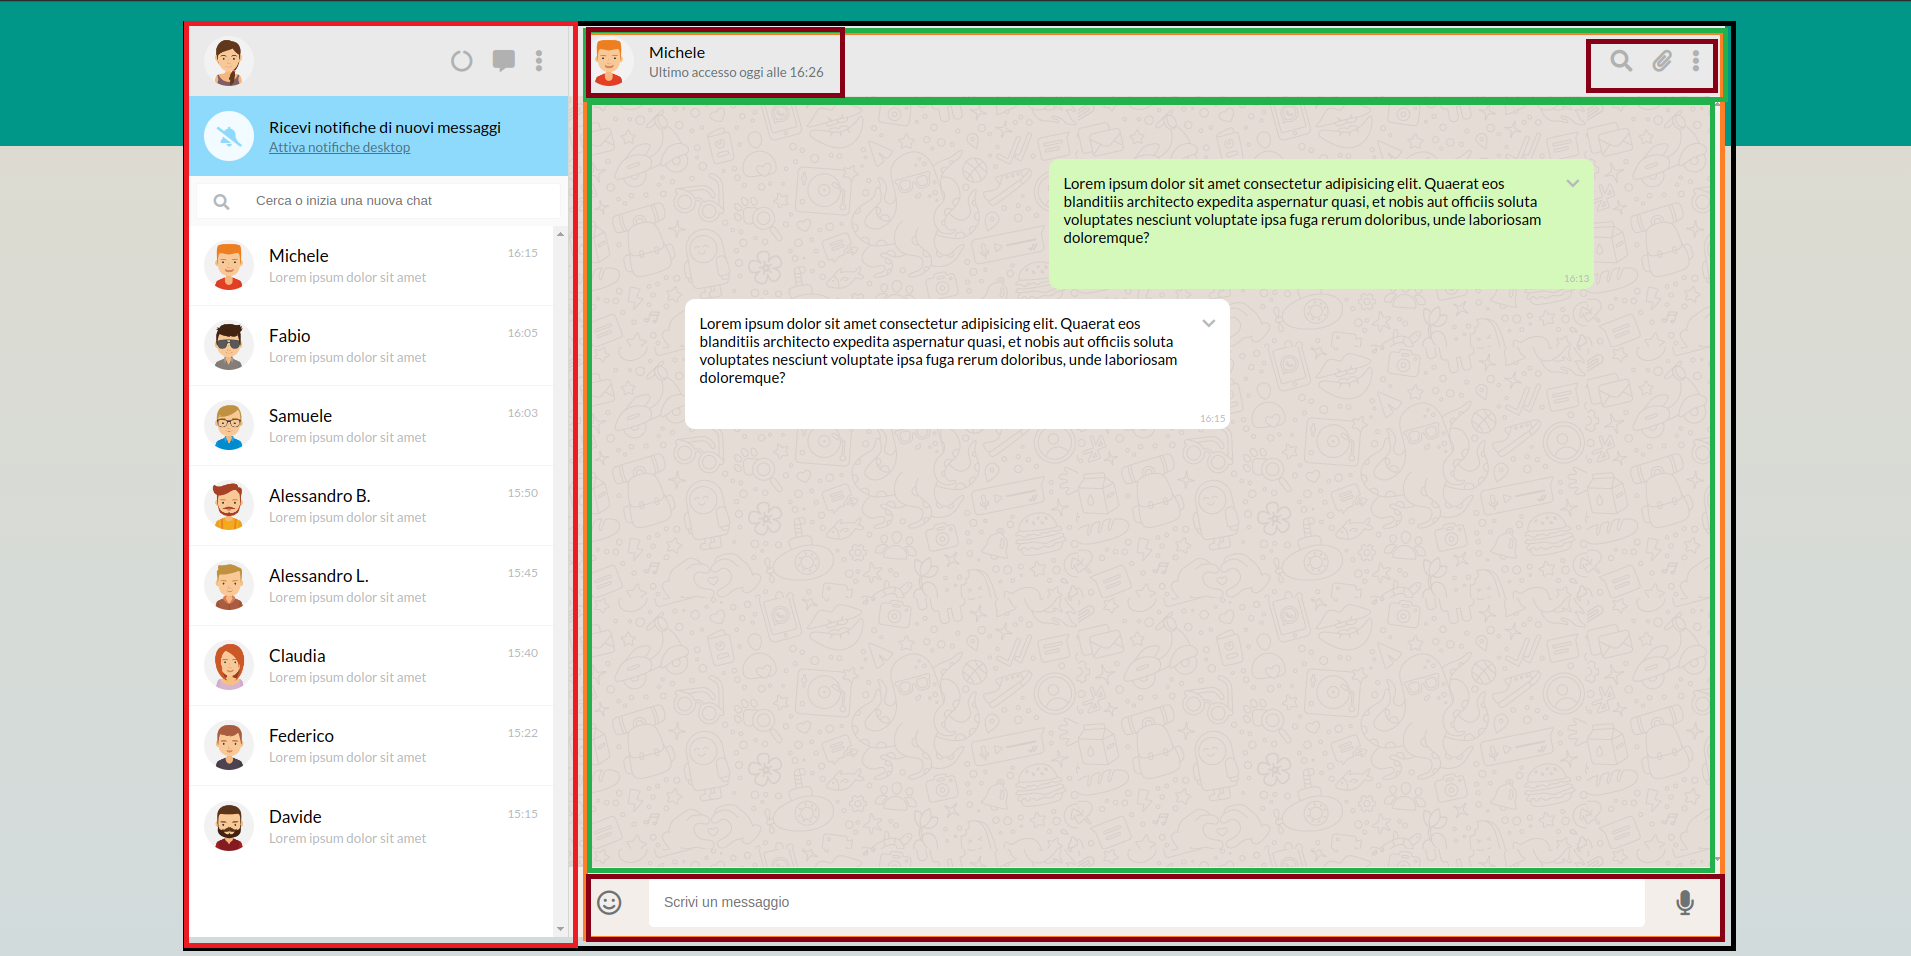 Ricevi notifiche di nuovi messaggi
Attiva notifiche desktop
Cerca o inizia una nuova chat
Michele 16:15
Lorem ipsum dolor sit amet
Fabio 16:05
Lorem ipsum dolor sit amet
Samuele 16:03
Lorem ipsum dolor sit amet
Alessandro B. 15:50
Lorem ipsum dolor sit amet
Alessandro L. 15:45
Lorem ipsum dolor sit amet
Claudia 15:40
Lorem ipsum dolor sit amet
Federico 15:22
Lorem ipsum dolor sit amet
Davide 15:15
Lorem ipsum dolor sit amet
Michele
Ultimo accesso oggi alle 16:26
Lorem ipsum dolor sit amet consectetur adipisicing elit. Quaerat eos
blanditiis architecto expedita aspernatur quasi, et nobis aut officiis soluta
voluptates nesciunt voluptate ipsa fuga rerum doloribus, unde laboriosam
doloremque?
16:13
Lorem ipsum dolor sit amet consectetur adipisicing elit. Quaerat eos
blanditiis architecto expedita aspernatur quasi, et nobis aut officiis soluta
voluptates nesciunt voluptate ipsa fuga rerum doloribus, unde laboriosam
doloremque?
16:15
Scrivi un messaggio